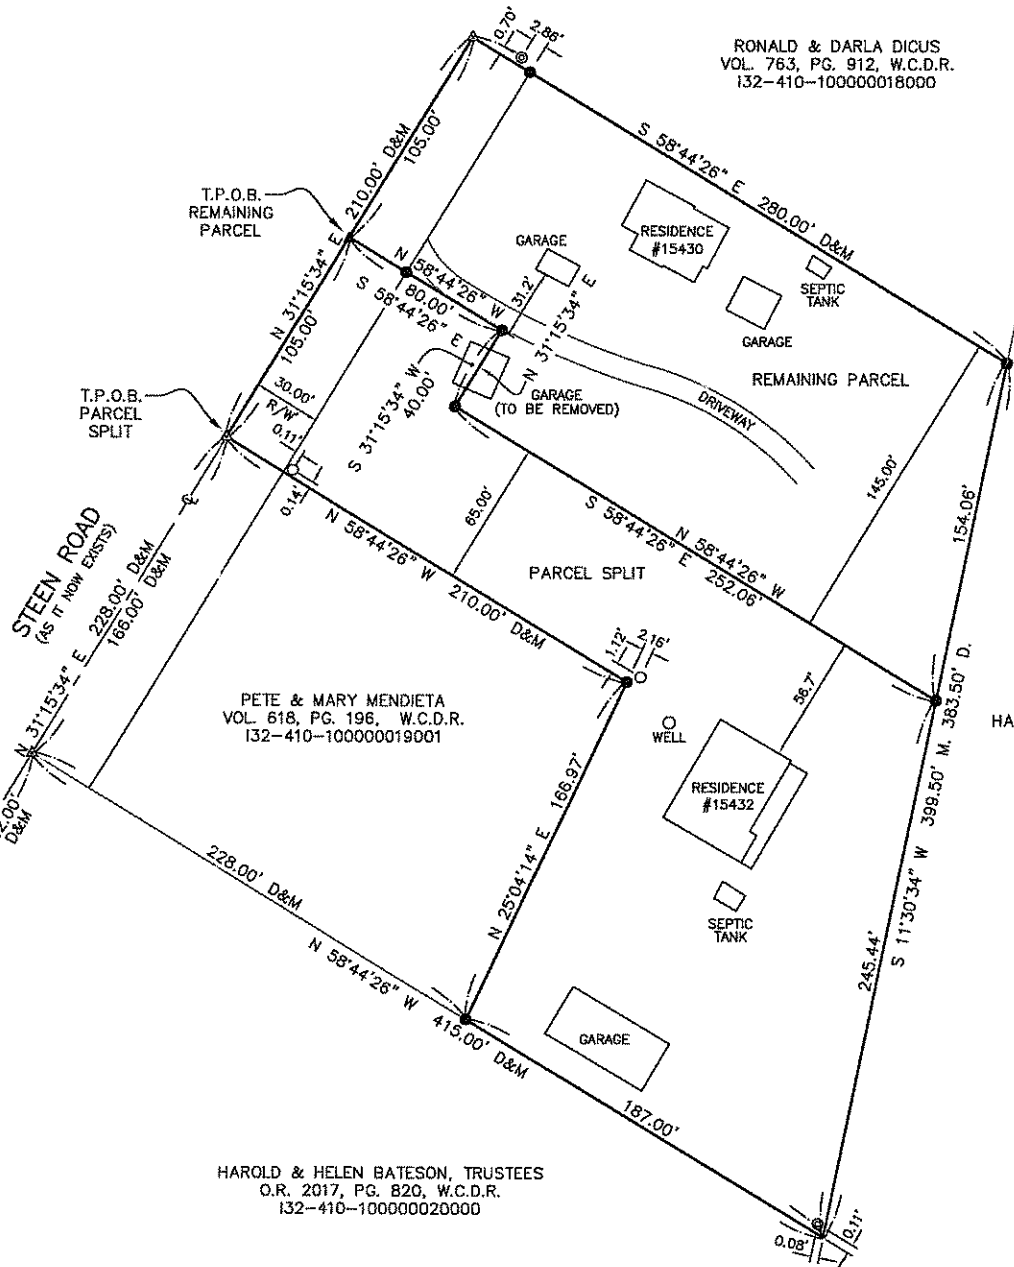 0.70'
2.86'
RONALD & DARLA DICUS
VOL. 763, PG. 912, W.C.D.R.
I32-410-100000018000
210.00' D&M
105.00'
S 58°44'26" E 280.00' D&M
T.P.O.B.
REMAINING
PARCEL
RESIDENCE
#15430
GARAGE
SEPTIC
TANK
GARAGE
31.2'
N 31°15'34" E
N 58°44'26" W
80.00'
S 58°44'26" E
N 31°15'34" E
105.00'
REMAINING PARCEL
DRIVEWAY
GARAGE
(TO BE REMOVED)
S 31°15'34" W
40.00'
T.P.O.B.
PARCEL
SPLIT
30.00'
R/W
0.11'
0.14'
145.00'
154.06'
65.00'
N 58°44'26" W
S 58°44'26" E 252.06'
PARCEL SPLIT
N 58°44'26" W 210.00' D&M
STEEN ROAD
(AS IT NOW EXISTS)
N 31°15'34" E 228.00' D&M
166.00' D&M
1.12'
2.16'
PETE & MARY MENDIETA
VOL. 618, PG. 196, W.C.D.R.
I32-410-100000019001
WELL
56.7'
HA
RESIDENCE
#15432
N 25°04'14" E 166.97'
S 11°30'34" W 399.50' M. 383.50' D.
2.00'
D&M
228.00' D&M
SEPTIC
TANK
245.44'
N 58°44'26" W 415.00' D&M
GARAGE
187.00'
HAROLD & HELEN BATESON, TRUSTEES
O.R. 2017, PG. 820, W.C.D.R.
I32-410-100000020000
0.08'
0.11'